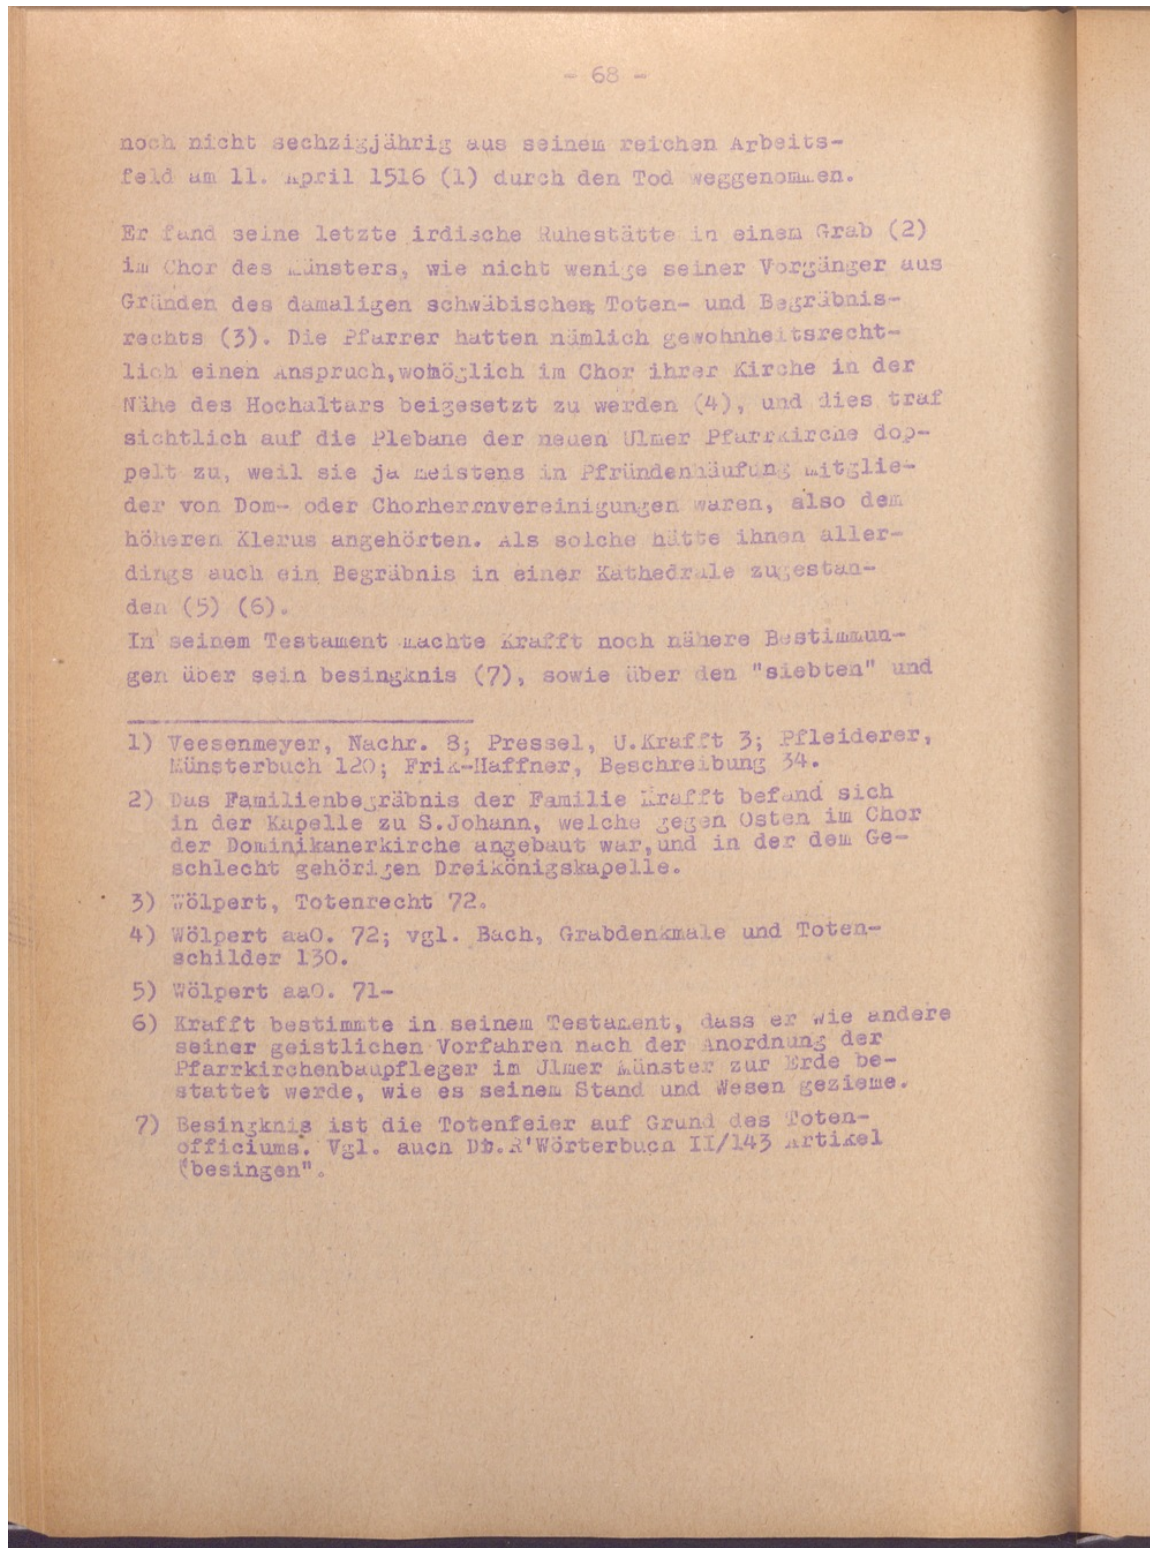 - 68 -
noch nicht sechzigjährig aus seinem reichen Arbeits-
feld am 11. April 1516 (1) durch den Tod weggenommen.
Er fand seine letzte irdische Ruhestätte in einem Grab (2)
im Chor des Münsters, wie nicht wenige seiner Vorgänger aus
Gründen des damaligen schwäbischen Toten- und Begräbnis-
rechts (3). Die Pfarrer hatten nämlich gewohnheitsrecht-
lich einen Anspruch, womöglich im Chor ihrer Kirche in der
Nähe des Hochaltars beigesetzt zu werden (4), und dies traf
sichtlich auf die Plebane der neuen Ulmer Pfarrkirche dop-
pelt zu, weil sie ja meistens in Pfründenhäufung Mitglie-
der von Dom- oder Chorherrnvereinigungen waren, also dem
höheren Klerus angehörten. Als solche hätte ihnen aller-
dings auch ein Begräbnis in einer Kathedrale zugestan-
den (5) (6).
In seinem Testament machte Krafft noch nähere Bestimmun-
gen über sein besingknis (7), sowie über den "siebten" und
1) Veesenmeyer, Nachr. 8; Pressel, U.Krafft 3; Pfleiderer,
Münsterbuch 120; Frik-Haffner, Beschreibung 34.
2) Das Familienbegräbnis der Familie Krafft befand sich
in der Kapelle zu S.Johann, welche gegen Osten im Chor
der Dominikanerkirche angebaut war, und in der dem Ge-
schlecht gehörigen Dreikönigskapelle.
3) Wölpert, Totenrecht 72.
4) Wölpert aaO. 72; vgl. Bach, Grabdenkmale und Toten-
schilder 130.
5) Wölpert aaO. 71-
6) Krafft bestimmte in seinem Testament, dass er wie andere
seiner geistlichen Vorfahren nach der Anordnung der
Pfarrkirchenbaupfleger im Ulmer Münster zur Erde be-
stattet werde, wie es seinem Stand und Wesen gezieme.
7) Besingknis ist die Totenfeier auf Grund des Toten-
officiums. Vgl. auch Dt.R'Wörterbuch II/143 Artikel
"besingen".